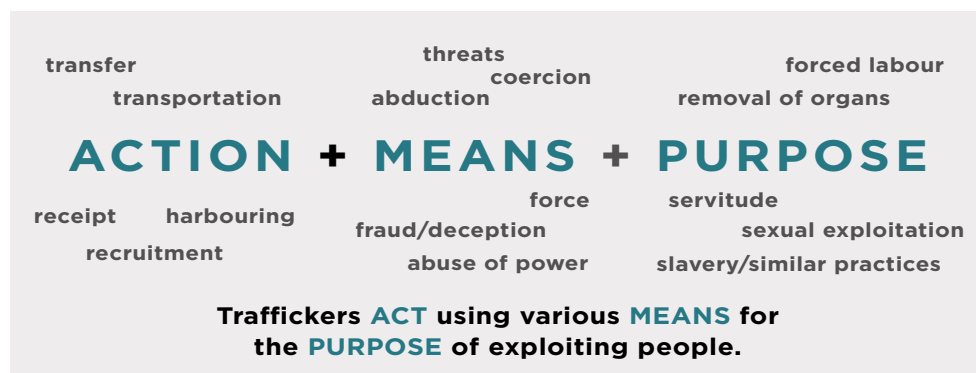 threats
transfer
forced labour
coercion
transportation
abduction
removal of organs
ACTION + MEANS + PURPOSE
force
servitude
receipt
harbouring
fraud/deception
sexual exploitation
recruitment
abuse of power
slavery/similar practices
Traffickers ACT using various MEANS for
the PURPOSE of exploiting people.